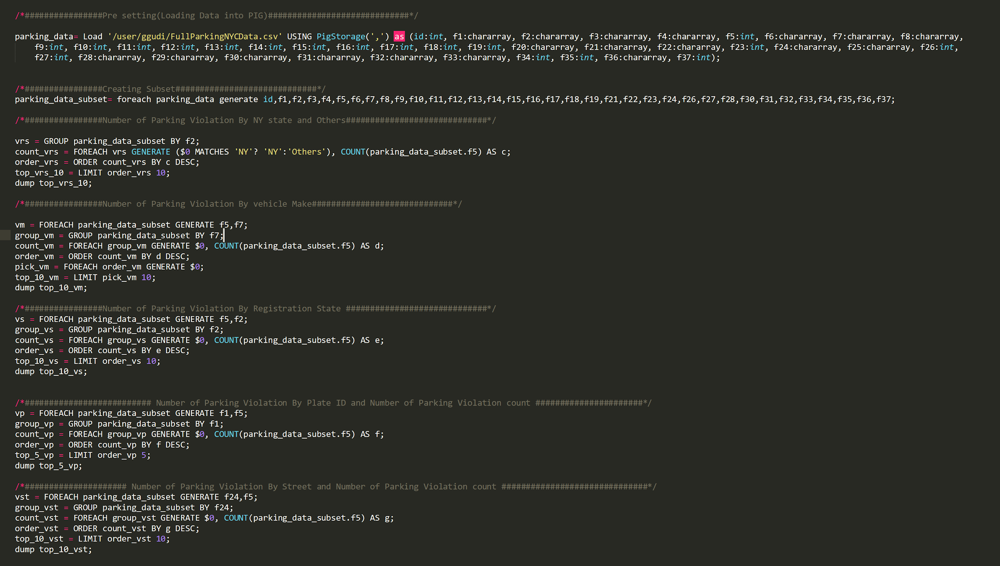 /*################Pre setting(Loading Data into PIG)#############################*/
parking_data= Load '/user/ggudi/FullParkingNYCData.csv' USING PigStorage(',') as (id:int, f1:chararray, f2:chararray, f3:chararray, f4:chararray, f5:int, f6:chararray, f7:chararray, f8:chararray,
f9:int, f10:int, f11:int, f12:int, f13:int, f14:int, f15:int, f16:int, f17:int, f18:int, f19:int, f20:chararray, f21:chararray, f22:chararray, f23:int, f24:chararray, f25:chararray, f26:int,
f27:int, f28:chararray, f29:chararray, f30:chararray, f31:chararray, f32:chararray, f33:chararray, f34:int, f35:int, f36:chararray, f37:int);
/*################Creating Subset#############################*/
parking_data_subset= foreach parking_data generate id,f1,f2,f3,f4,f5,f6,f7,f8,f9,f10,f11,f12,f13,f14,f15,f16,f17,f18,f19,f21,f22,f23,f24,f26,f27,f28,f30,f31,f32,f33,f34,f35,f36,f37;
/*################Number of Parking Violation By NY state and Others#############################*/
vrs = GROUP parking_data_subset BY f2;
count_vrs = FOREACH vrs GENERATE ($0 MATCHES 'NY'? 'NY':'Others'), COUNT(parking_data_subset.f5) AS c;
order_vrs = ORDER count_vrs BY c DESC;
top_vrs_10 = LIMIT order_vrs 10;
dump top_vrs_10;
/*################Number of Parking Violation By vehicle Make#############################*/
vm = FOREACH parking_data_subset GENERATE f5,f7;
group_vm = GROUP parking_data_subset BY f7;
count_vm = FOREACH group_vm GENERATE $0, COUNT(parking_data_subset.f5) AS d;
order_vm = ORDER count_vm BY d DESC;
pick_vm = FOREACH order_vm GENERATE $0;
top_10_vm = LIMIT pick_vm 10;
dump top_10_vm;
/*################Number of Parking Violation By Registration State #############################*/
vs = FOREACH parking_data_subset GENERATE f5,f2;
group_vs = GROUP parking_data_subset BY f2;
count_vs = FOREACH group_vs GENERATE $0, COUNT(parking_data_subset.f5) AS e;
order_vs = ORDER count_vs BY e DESC;
top_10_vs = LIMIT order_vs 10;
dump top_10_vs;
/*########################## Number of Parking Violation By Plate ID and Number of Parking Violation count ######################*/
vp = FOREACH parking_data_subset GENERATE f1,f5;
group_vp = GROUP parking_data_subset BY f1;
count_vp = FOREACH group_vp GENERATE $0, COUNT(parking_data_subset.f5) AS f;
order_vp = ORDER count_vp BY f DESC;
top_5_vp = LIMIT order_vp 5;
dump top_5_vp;
/*##################### Number of Parking Violation By Street and Number of Parking Violation count ##############################*/
vst = FOREACH parking_data_subset GENERATE f24,f5;
group_vst = GROUP parking_data_subset BY f24;
count_vst = FOREACH group_vst GENERATE $0, COUNT(parking_data_subset.f5) AS g;
order_vst = ORDER count_vst BY g DESC;
top_10_vst = LIMIT order_vst 10;
dump top_10_vst;